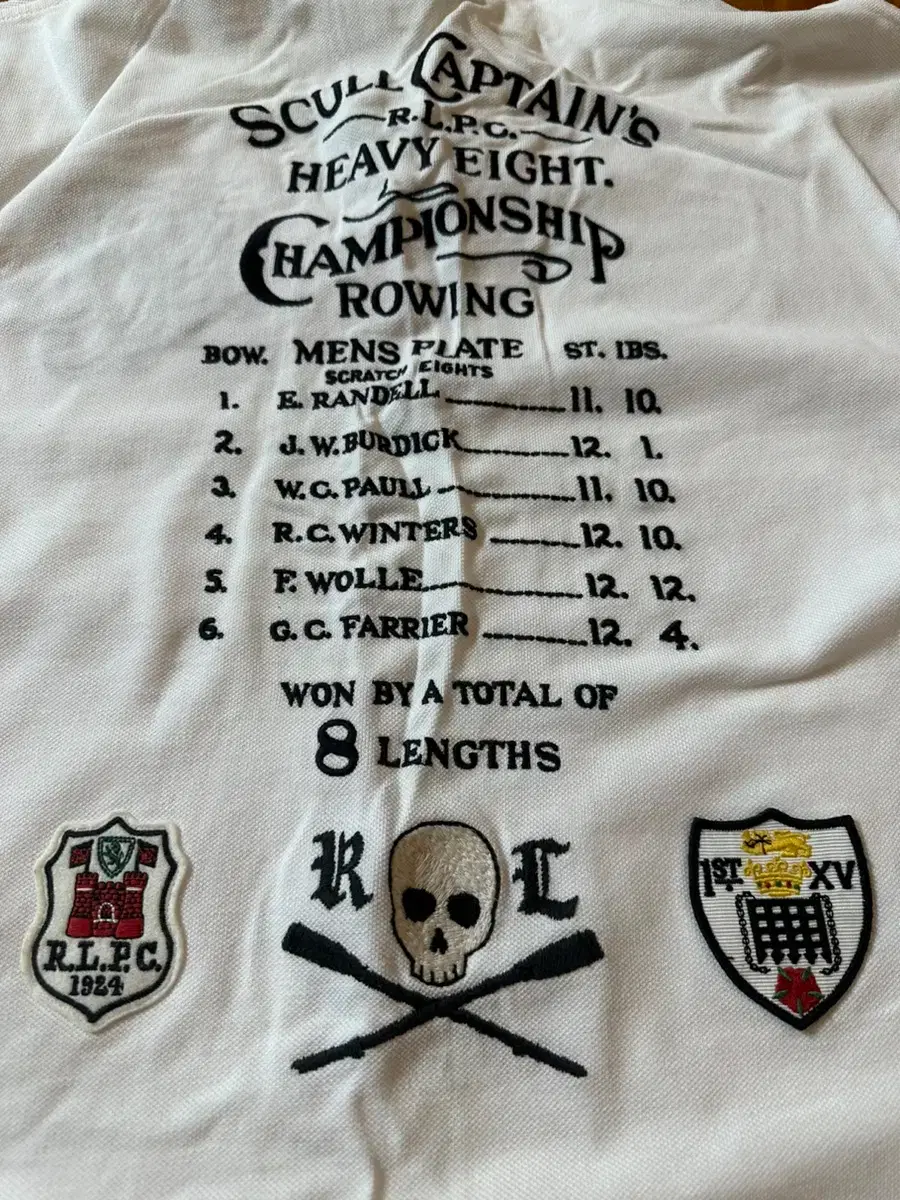 SCULL CAPTAIN'S
R.L.P.C.
HEAVY EIGHT.
CHAMPIONSHIP
ROWING
BOW. MENS PLATE ST. IBS.
SCRATCH EIGHTS
1. E. RANDELL 11. 10.
2. J. W. BURDICK 12. 1.
3. W. C. PAULL 11. 10.
4. R. C. WINTERS 12. 10.
5. F. WOLLE 12. 12.
6. G. C. FARRIER 12. 4.
WON BY A TOTAL OF
8 LENGTHS
R L
R.L.P.C.
1924
1ST XV